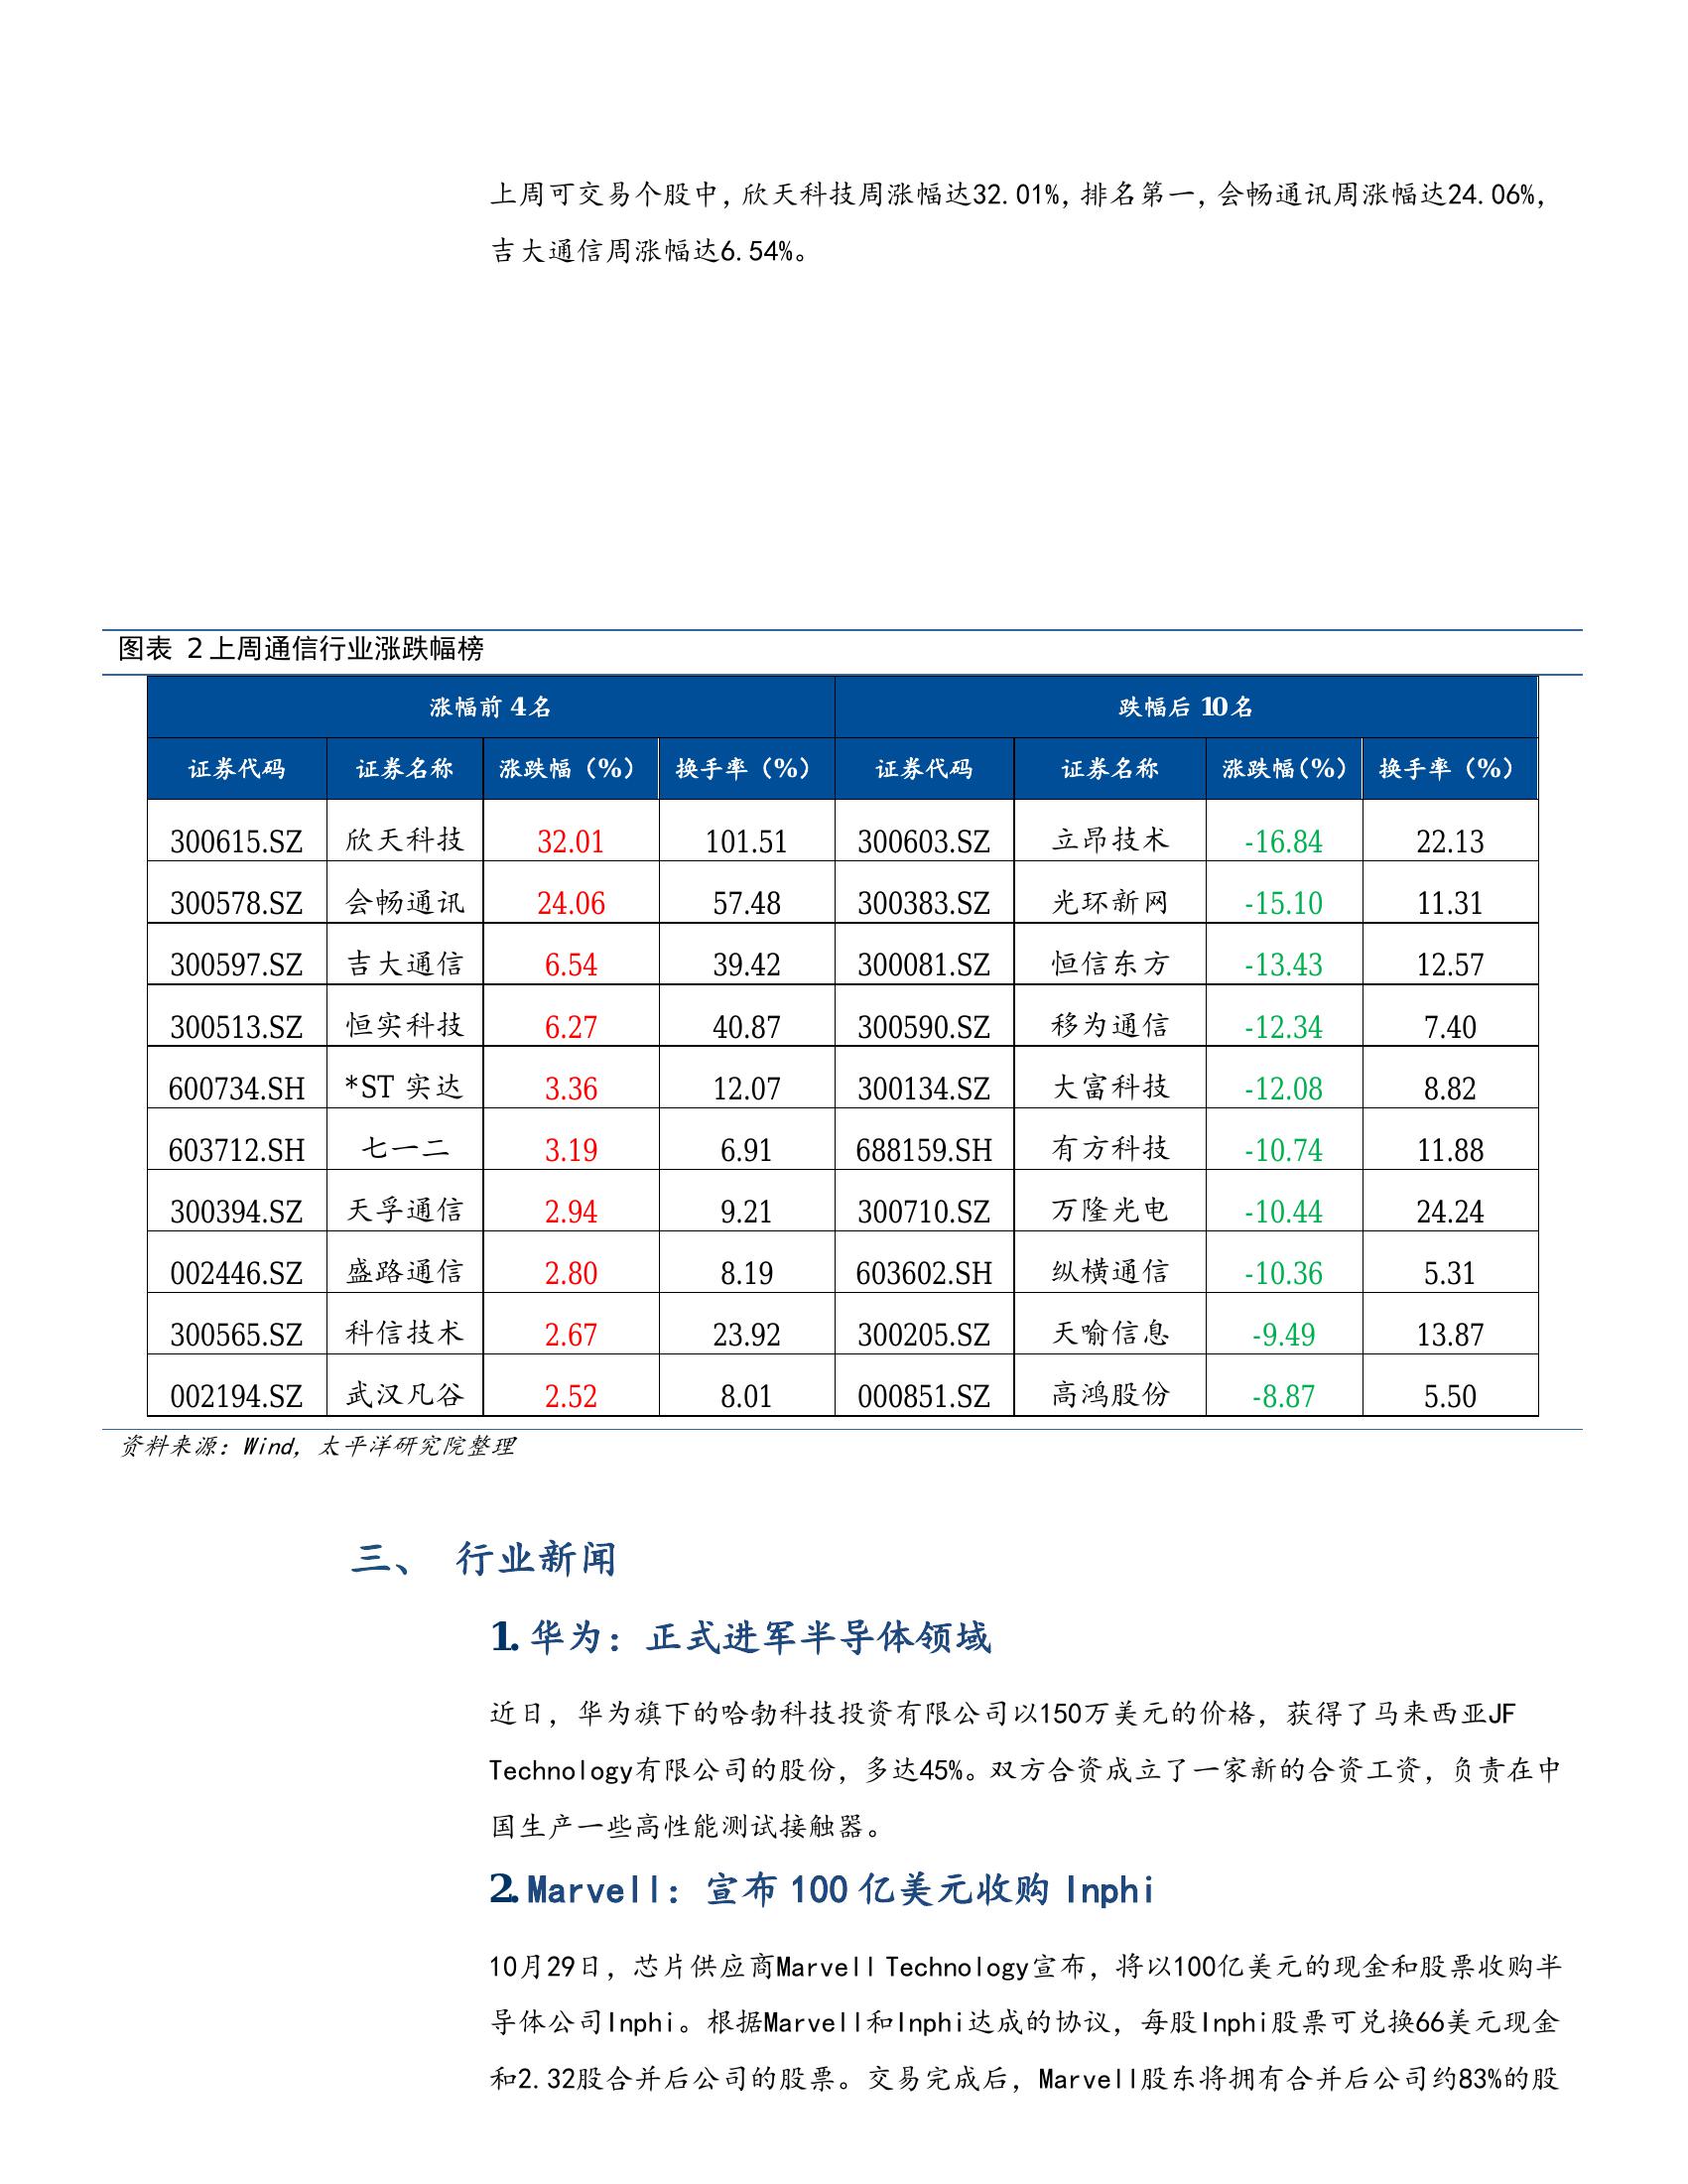 上周可交易个股中，欣天科技周涨幅达32.01%，排名第一，会畅通讯周涨幅达24.06%，
吉大通信周涨幅达6.54%。
图表 2 上周通信行业涨跌幅榜
涨幅前 4 名 跌幅后 10 名
证券代码 证券名称 涨跌幅（%） 换手率（%） 证券代码 证券名称 涨跌幅(%) 换手率（%）
300615.SZ 欣天科技 32.01 101.51 300603.SZ 立昂技术 -16.84 22.13
300578.SZ 会畅通讯 24.06 57.48 300383.SZ 光环新网 -15.10 11.31
300597.SZ 吉大通信 6.54 39.42 300081.SZ 恒信东方 -13.43 12.57
300513.SZ 恒实科技 6.27 40.87 300590.SZ 移为通信 -12.34 7.40
600734.SH *ST 实达 3.36 12.07 300134.SZ 大富科技 -12.08 8.82
603712.SH 七一二 3.19 6.91 688159.SH 有方科技 -10.74 11.88
300394.SZ 天孚通信 2.94 9.21 300710.SZ 万隆光电 -10.44 24.24
002446.SZ 盛路通信 2.80 8.19 603602.SH 纵横通信 -10.36 5.31
300565.SZ 科信技术 2.67 23.92 300205.SZ 天喻信息 -9.49 13.87
002194.SZ 武汉凡谷 2.52 8.01 000851.SZ 高鸿股份 -8.87 5.50
资料来源：Wind，太平洋研究院整理
三、 行业新闻
1. 华为：正式进军半导体领域
近日，华为旗下的哈勃科技投资有限公司以150万美元的价格，获得了马来西亚JF
Technology有限公司的股份，多达45%。双方合资成立了一家新的合资工资，负责在中
国生产一些高性能测试接触器。
2. Marvell：宣布 100 亿美元收购 Inphi
10月29日，芯片供应商Marvell Technology宣布，将以100亿美元的现金和股票收购半
导体公司Inphi。根据Marvell和Inphi达成的协议，每股Inphi股票可兑换66美元现金
和2.32股合并后公司的股票。交易完成后，Marvell股东将拥有合并后公司约83%的股